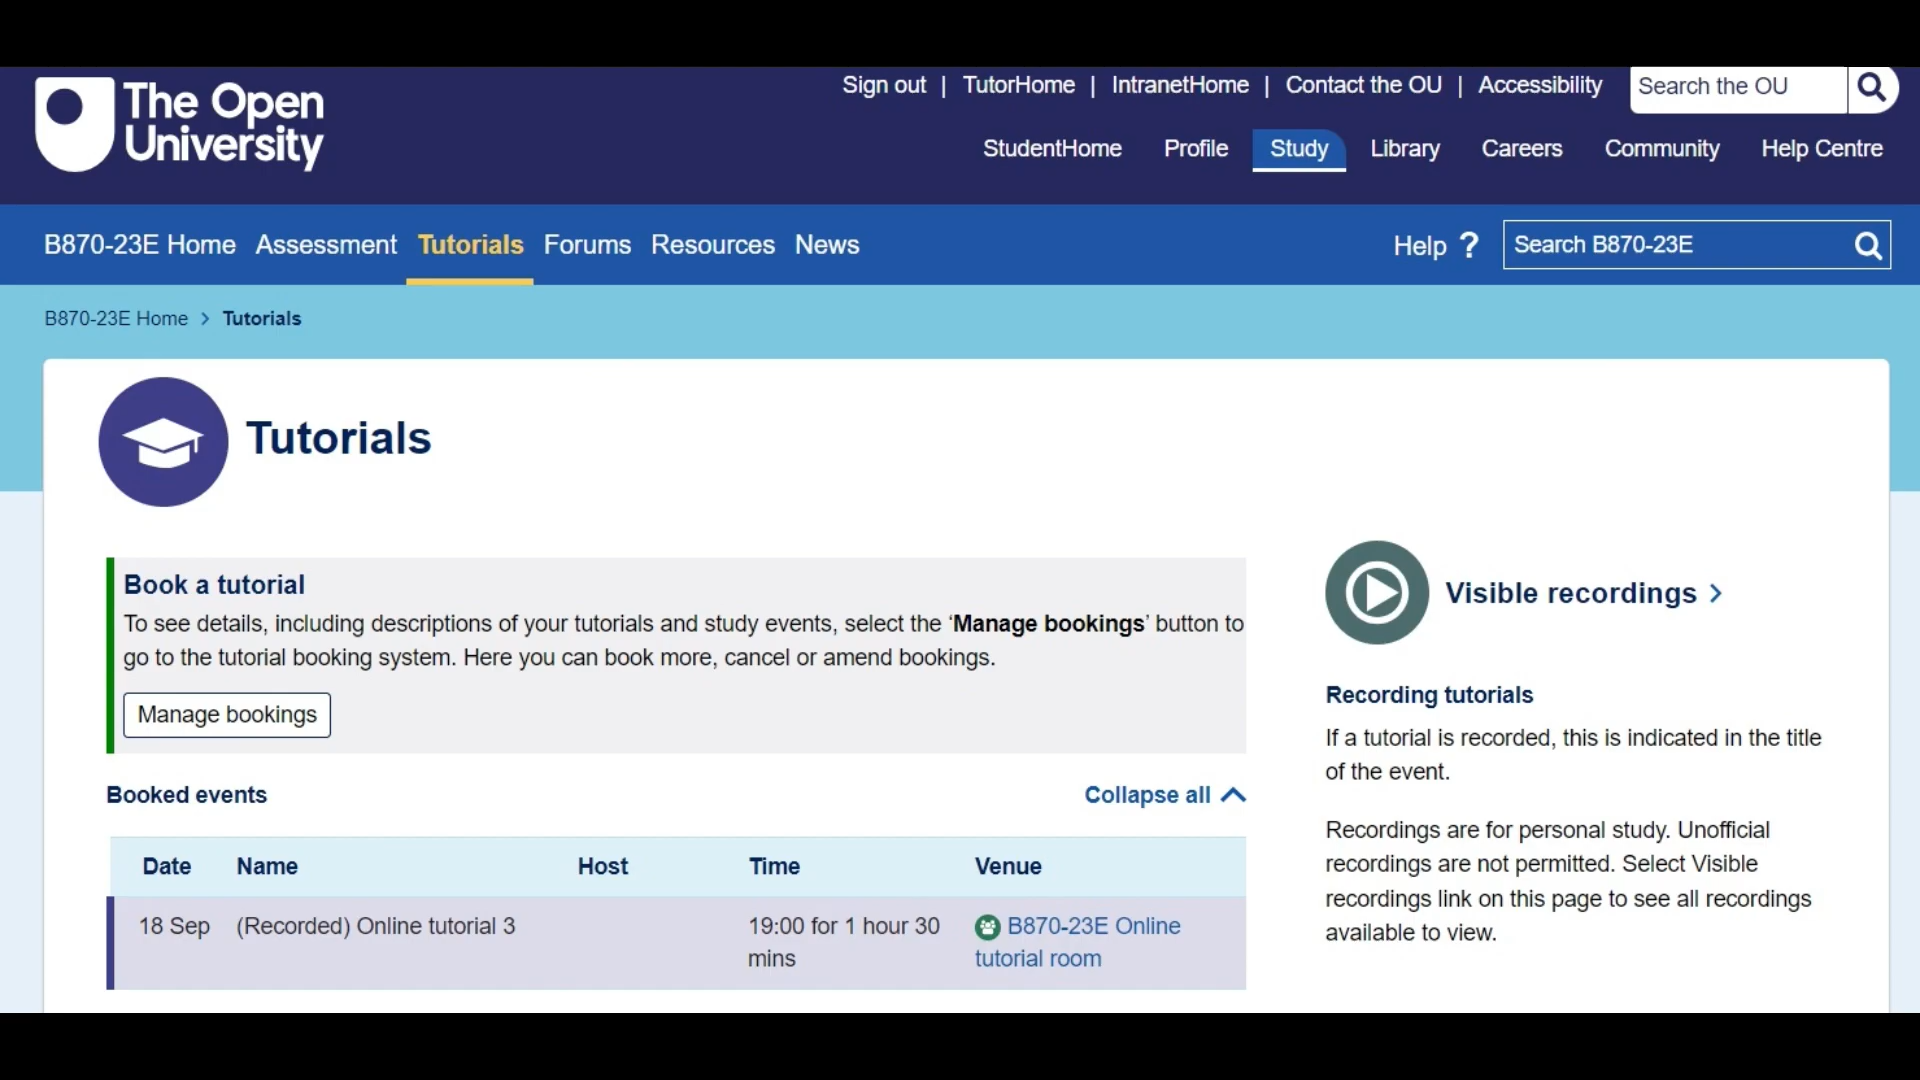 The Open
University
Sign out | TutorHome | IntranetHome | Contact the OU | Accessibility
Search the OU
StudentHome Profile Study Library Careers Community Help Centre
B870-23E Home Assessment Tutorials Forums Resources News
Help ?
Search B870-23E
B870-23E Home > Tutorials
Tutorials
Book a tutorial
To see details, including descriptions of your tutorials and study events, select the ‘Manage bookings’ button to
go to the tutorial booking system. Here you can book more, cancel or amend bookings.
Manage bookings
Booked events
Collapse all
Date Name Host Time Venue
18 Sep (Recorded) Online tutorial 3 19:00 for 1 hour 30 B870-23E Online
mins tutorial room
Visible recordings >
Recording tutorials
If a tutorial is recorded, this is indicated in the title
of the event.
Recordings are for personal study. Unofficial
recordings are not permitted. Select Visible
recordings link on this page to see all recordings
available to view.